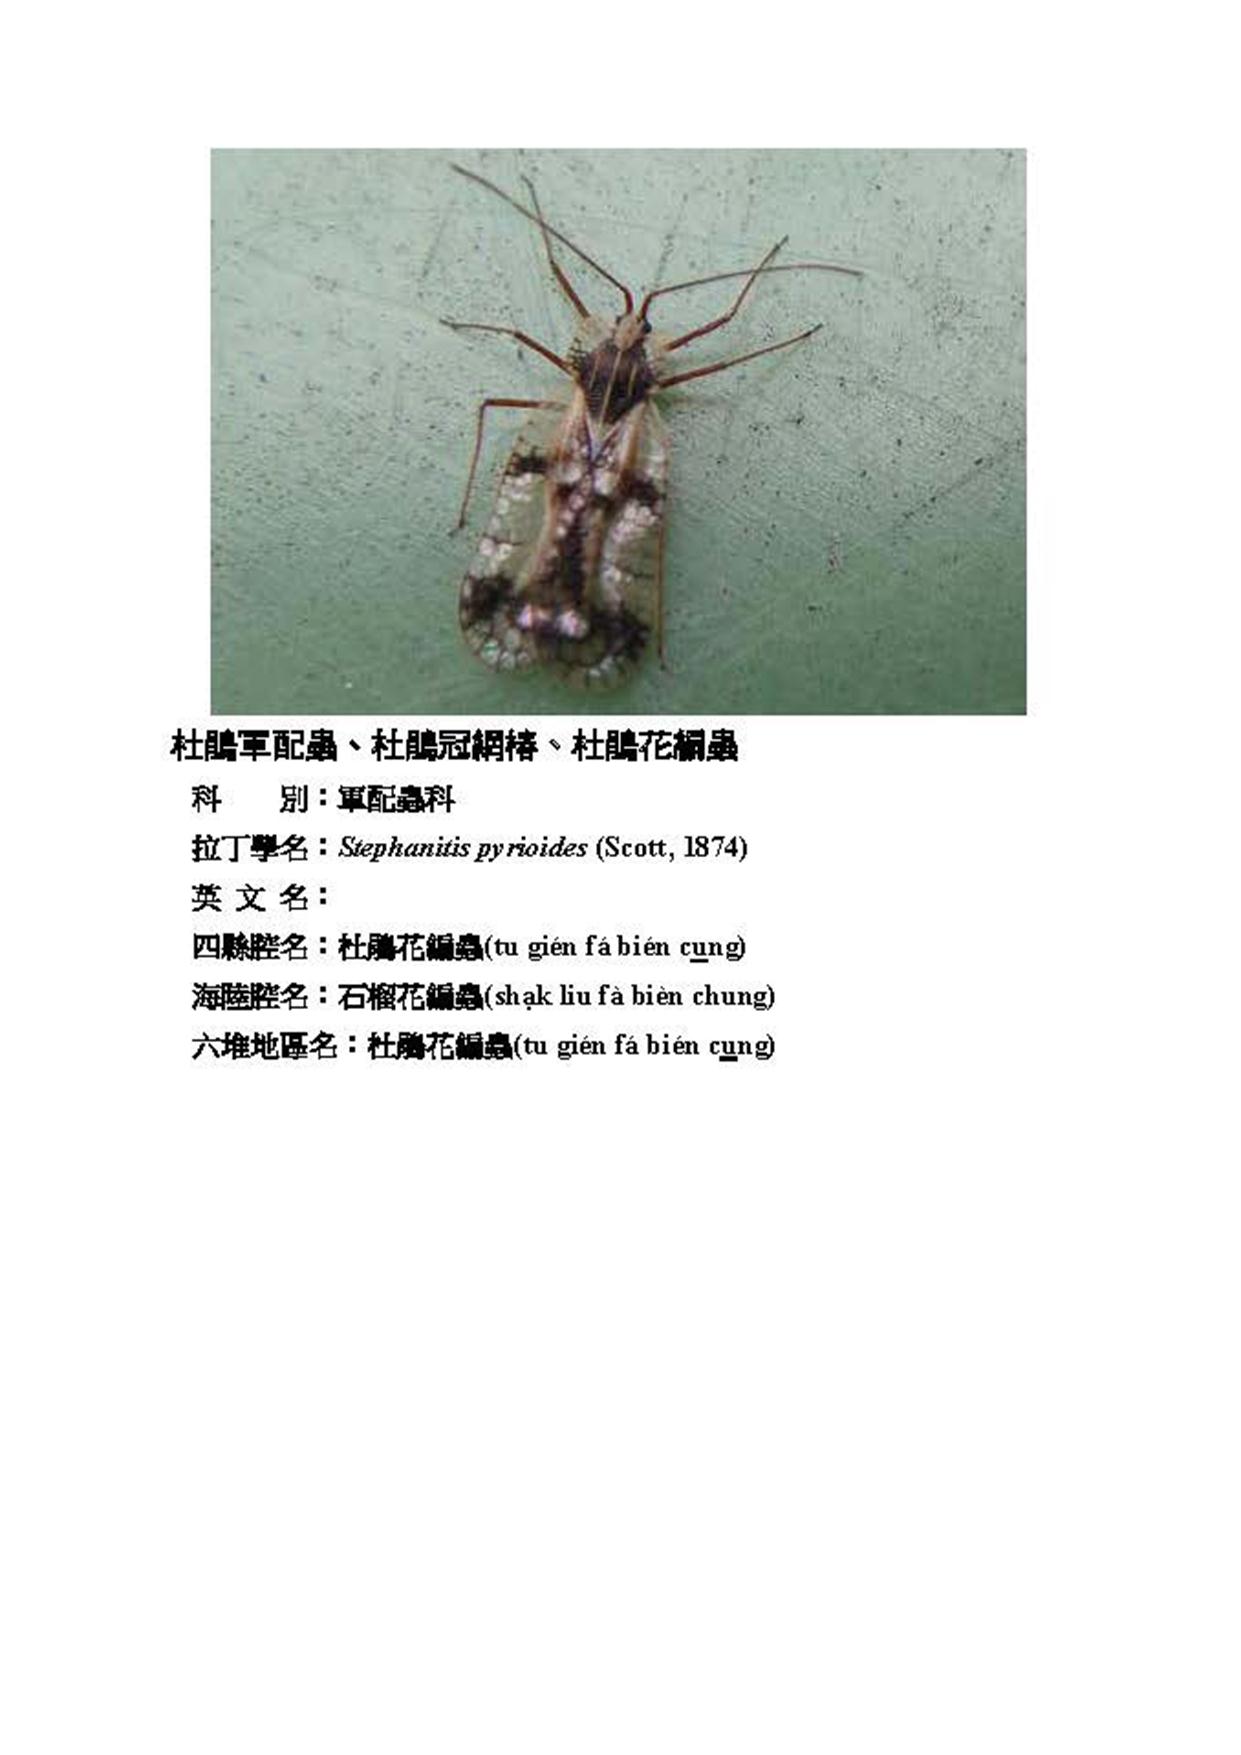 杜鵑軍配蟲、杜鵑冠網椿、杜鵑花編蟲
科 別：軍配蟲科
拉丁學名：Stephanitis pyrioides (Scott, 1874)
英 文 名：
四縣腔名：杜鵑花編蟲(tu gién fá bién cung)
海陸腔名：石榴花編蟲(shạk liu fà bièn chung)
六堆地區名：杜鵑花編蟲(tu gién fá bién cung)